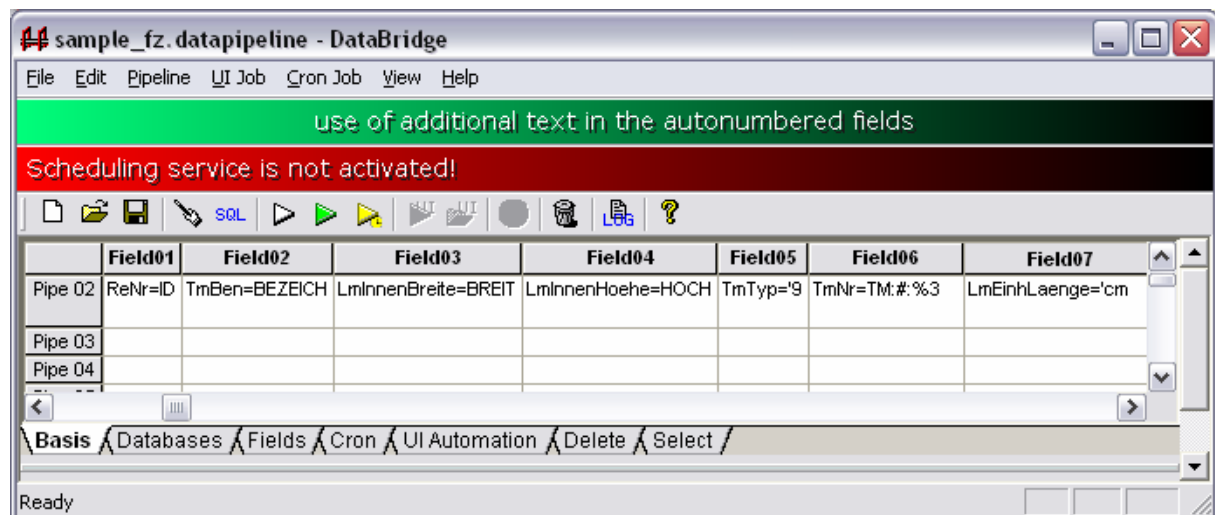 sample_fz.datapipeline - DataBridge
File Edit Pipeline UI Job Cron Job View Help
use of additional text in the autonumbered fields
Scheduling service is not activated!
SQL UI UI LOG
Field01 Field02 Field03 Field04 Field05 Field06 Field07
Pipe 02 ReNr=ID TmBen=BEZEICH LmInnenBreite=BREIT LmInnenHoehe=HOCH TmTyp='9 TmNr=TM:#:%3 LmEinhLaenge='cm
Pipe 03
Pipe 04
Basis Databases Fields Cron UI Automation Delete Select
Ready